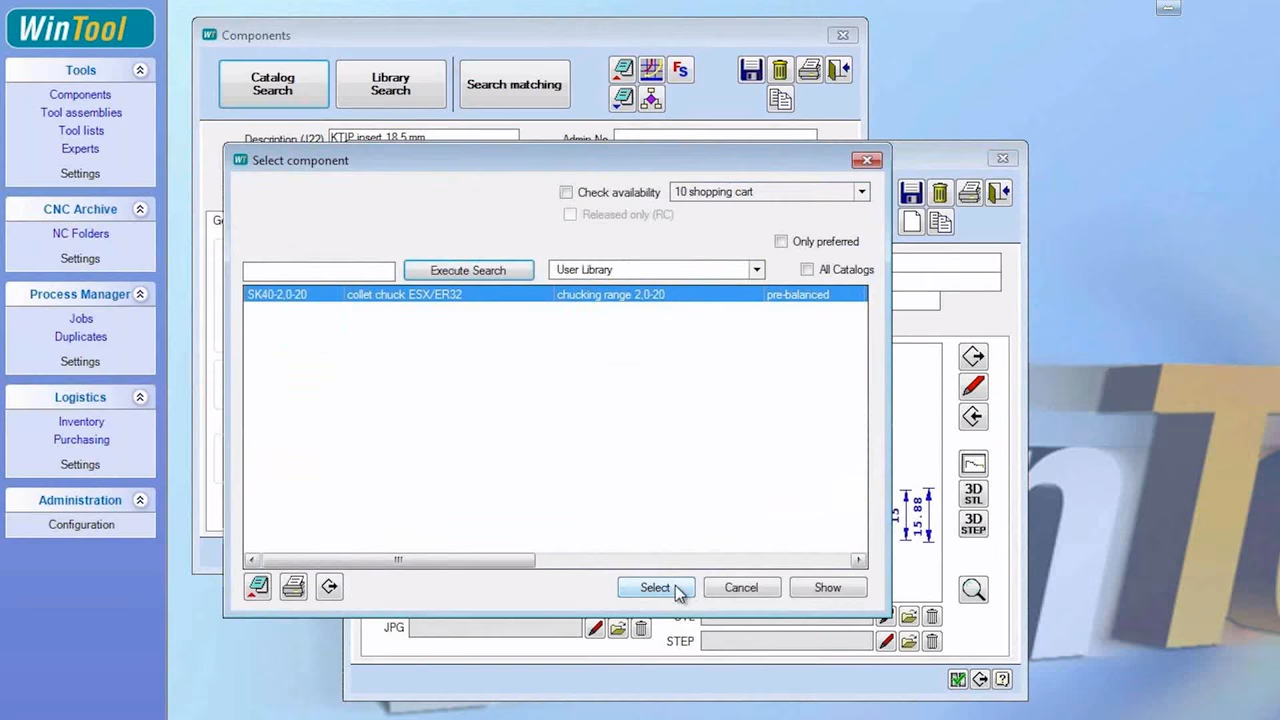 WinTool
Tools
Components
Tool assemblies
Tool lists
Experts
Settings
CNC Archive
NC Folders
Settings
Process Manager
Jobs
Duplicates
Settings
Logistics
Inventory
Purchasing
Settings
Administration
Configuration
Components
Catalog Search
Library Search
Search matching
FS
Description (J22) KTIP insert 18.5 mm Admin No.
Select component
Check availability 10 shopping cart
Released only (RC)
Only preferred
Execute Search User Library All Catalogs
SK40-2,0-20 collet chuck ESX/ER32 chucking range 2,0-20 pre-balanced
Select Cancel Show
15
15.88
3D STL
3D STEP
JPG
STEP